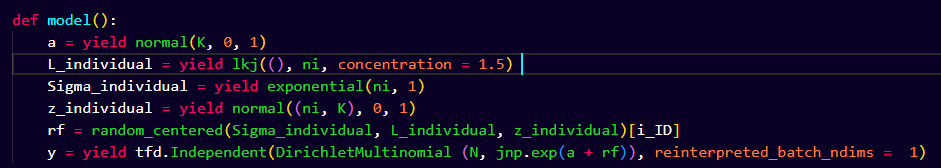 def model():
    a = yield normal(K, 0, 1)
    L_individual = yield lkj((), ni, concentration = 1.5)
    Sigma_individual = yield exponential(ni, 1)
    z_individual = yield normal((ni, K), 0, 1)
    rf = random_centered(Sigma_individual, L_individual, z_individual)[i_ID]
    y = yield tfd.Independent(DirichletMultinomial (N, jnp.exp(a + rf)), reinterpreted_batch_ndims =  1)